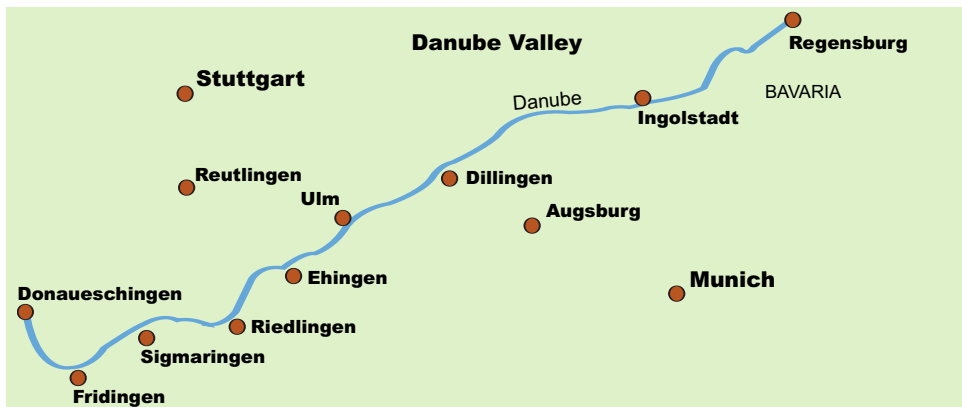 Danube Valley
Regensburg
Stuttgart
BAVARIA
Danube
Ingolstadt
Reutlingen
Dillingen
Ulm
Augsburg
Ehingen
Munich
Donaueschingen
Riedlingen
Sigmaringen
Fridingen